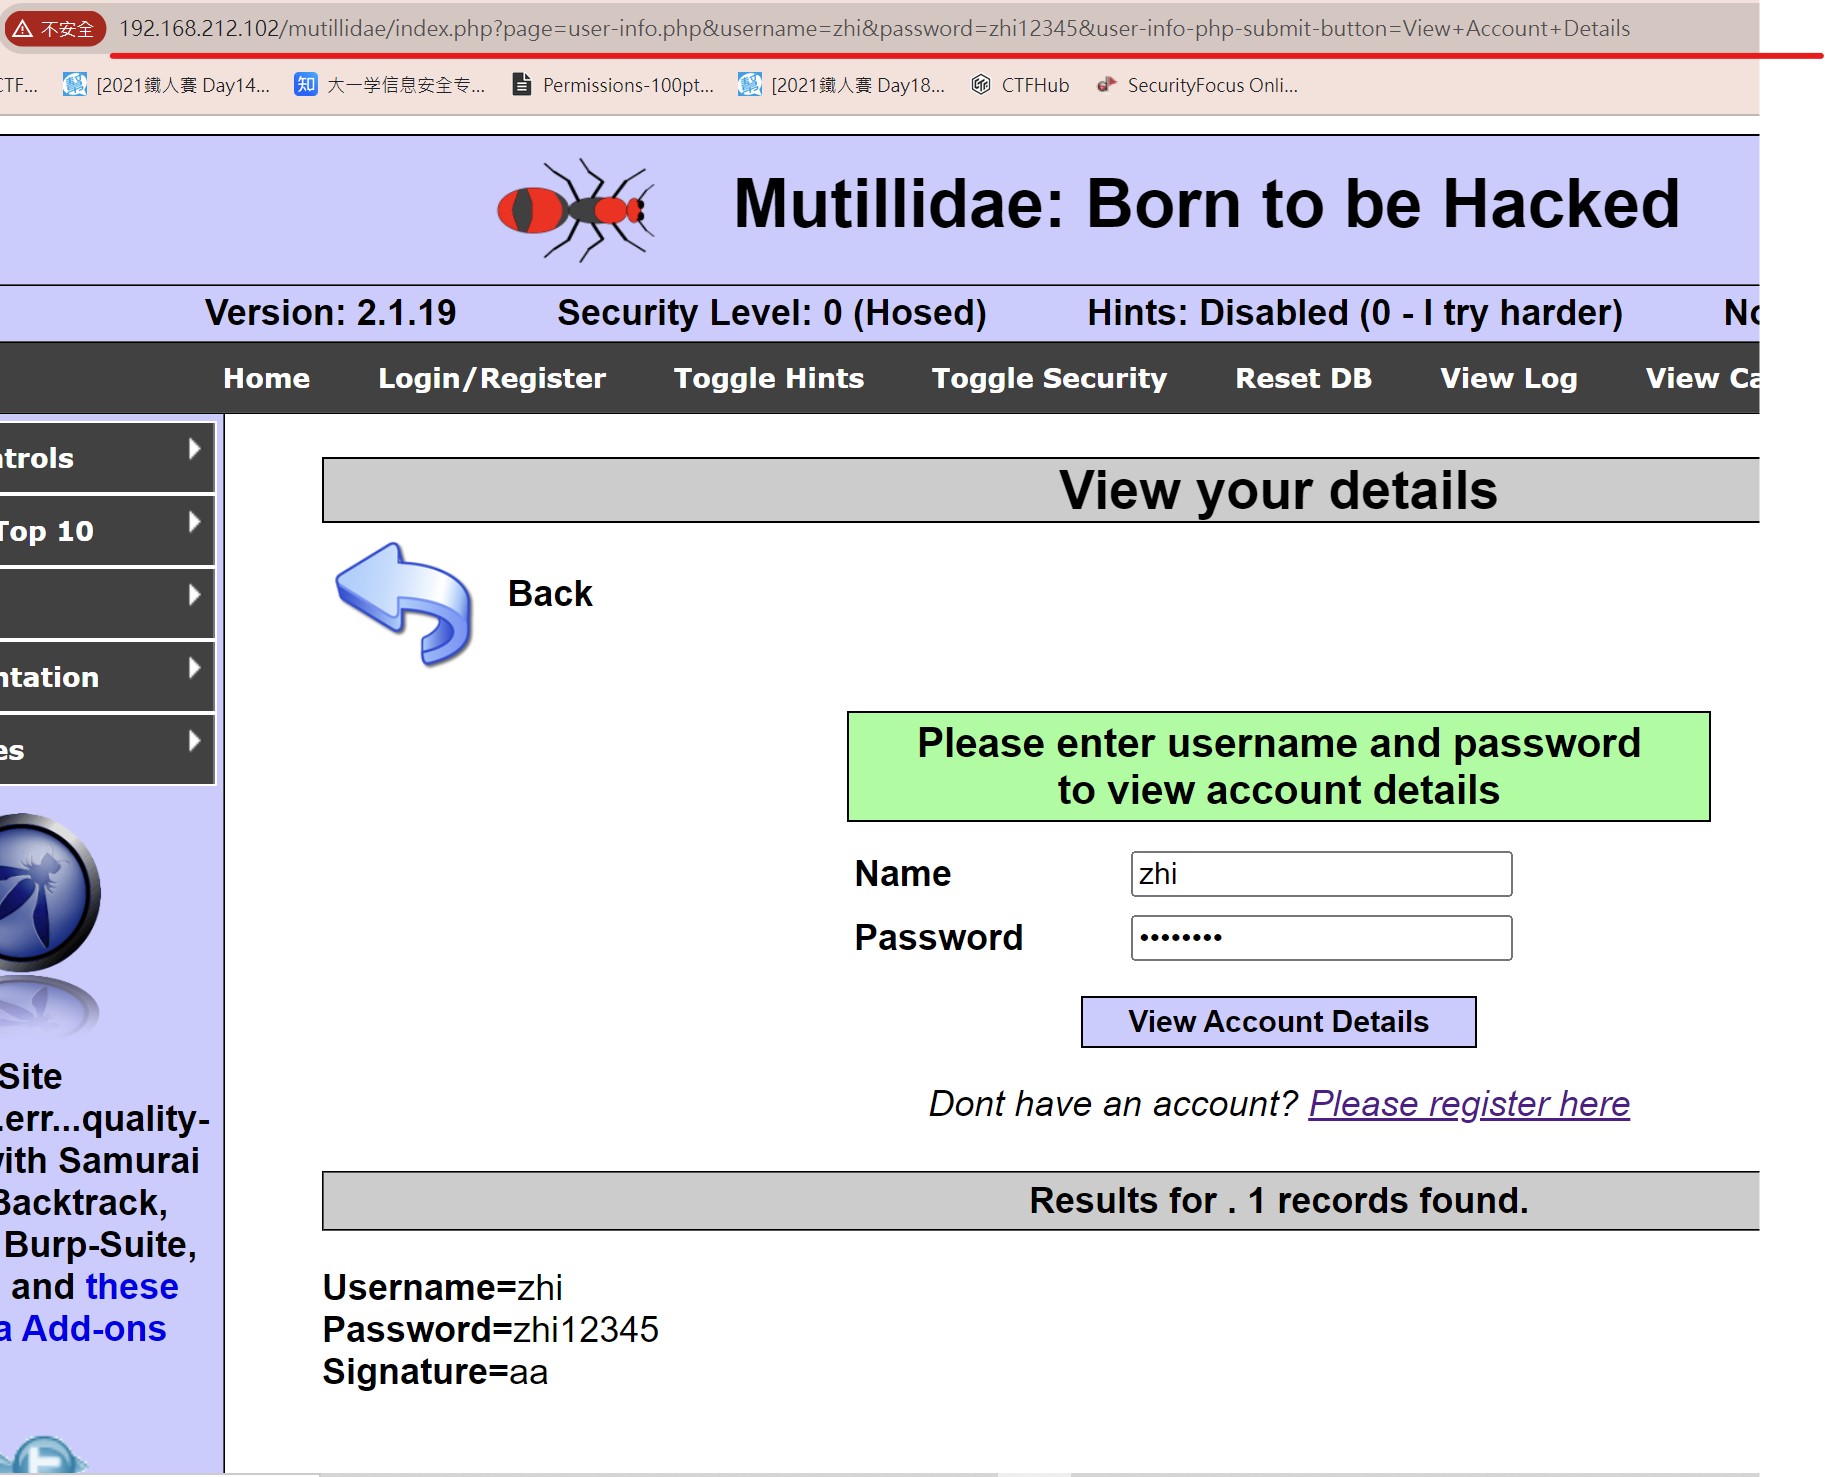 不安全 192.168.212.102/mutillidae/index.php?page=user-info.php&username=zhi&password=zhi12345&user-info-php-submit-button=View+Account+Details
CTF... [2021鐵人賽 Day14... 知 大一学信息安全专... Permissions-100pt... [2021鐵人賽 Day18... CTFHub SecurityFocus Onli...
Mutillidae: Born to be Hacked
Version: 2.1.19 Security Level: 0 (Hosed) Hints: Disabled (0 - I try harder)
Home Login/Register Toggle Hints Toggle Security Reset DB View Log View
Top 10
View your details
Back
Please enter username and password
to view account details
Name zhi
Password ••••••••
View Account Details
Dont have an account? Please register here
Results for . 1 records found.
Username=zhi
Password=zhi12345
Signature=aa
Site
.err...quality-
with Samurai
Backtrack,
Burp-Suite,
and these
a Add-ons